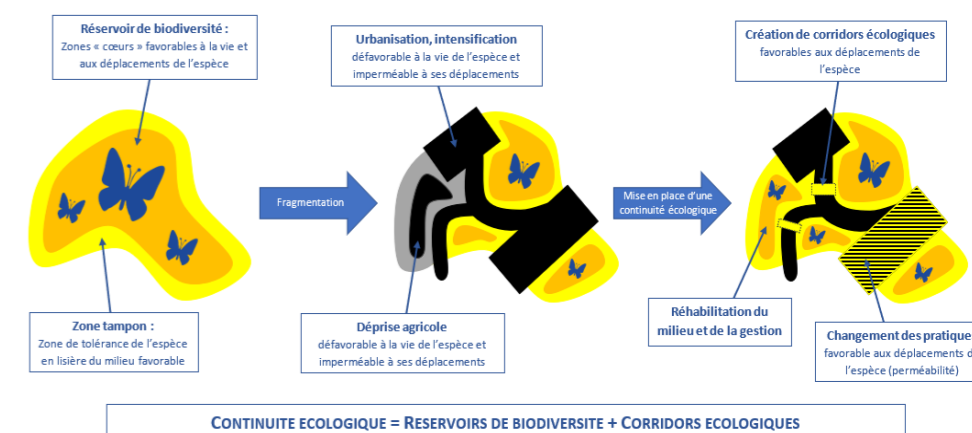 Réservoir de biodiversité :
Zones « cœurs » favorables à la vie et
aux déplacements de l'espèce
Urbanisation, intensification
défavorable à la vie de l'espèce et
imperméable à ses déplacements
Création de corridors écologiques
favorables aux déplacements de
l'espèce
Fragmentation
Mise en place d'une
continuité écologique
Zone tampon :
Zone de tolérance de l'espèce
en lisière du milieu favorable
Déprise agricole
défavorable à la vie de l'espèce et
imperméable à ses déplacements
Réhabilitation du
milieu et de la gestion
Changement des pratique
favorable aux déplacements d
l'espèce (perméabilité)
CONTINUITE ECOLOGIQUE = RESERVOIRS DE BIODIVERSITE + CORRIDORS ECOLOGIQUES